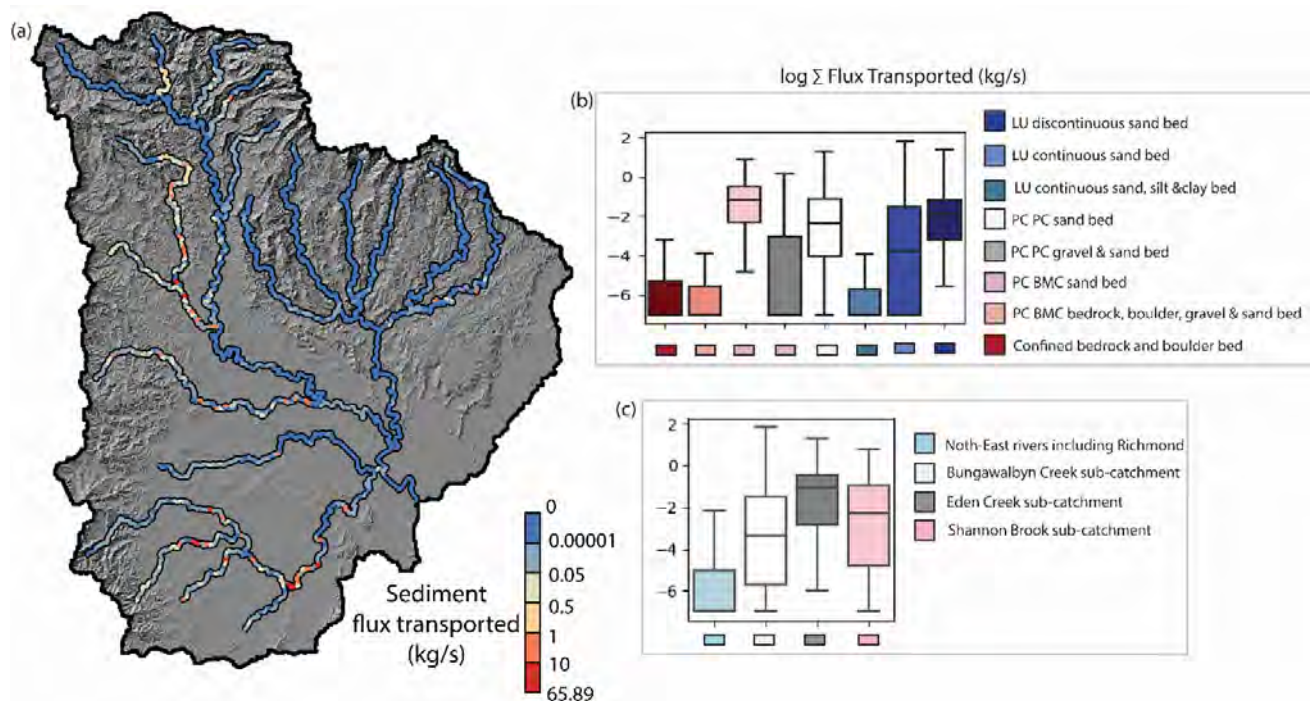 (a)
0
0.00001
0.05
0.5
1
10
65.89
Sediment
flux transported
(kg/s)
log ∑ Flux Transported (kg/s)
(b)
2
0
−2
−4
−6
LU discontinuous sand bed
LU continuous sand bed
LU continuous sand, silt &clay bed
PC PC sand bed
PC PC gravel & sand bed
PC BMC sand bed
PC BMC bedrock, boulder, gravel & sand bed
Confined bedrock and boulder bed
(c)
2
0
−2
−4
−6
Noth-East rivers including Richmond
Bungawalbyn Creek sub-catchment
Eden Creek sub-catchment
Shannon Brook sub-catchment